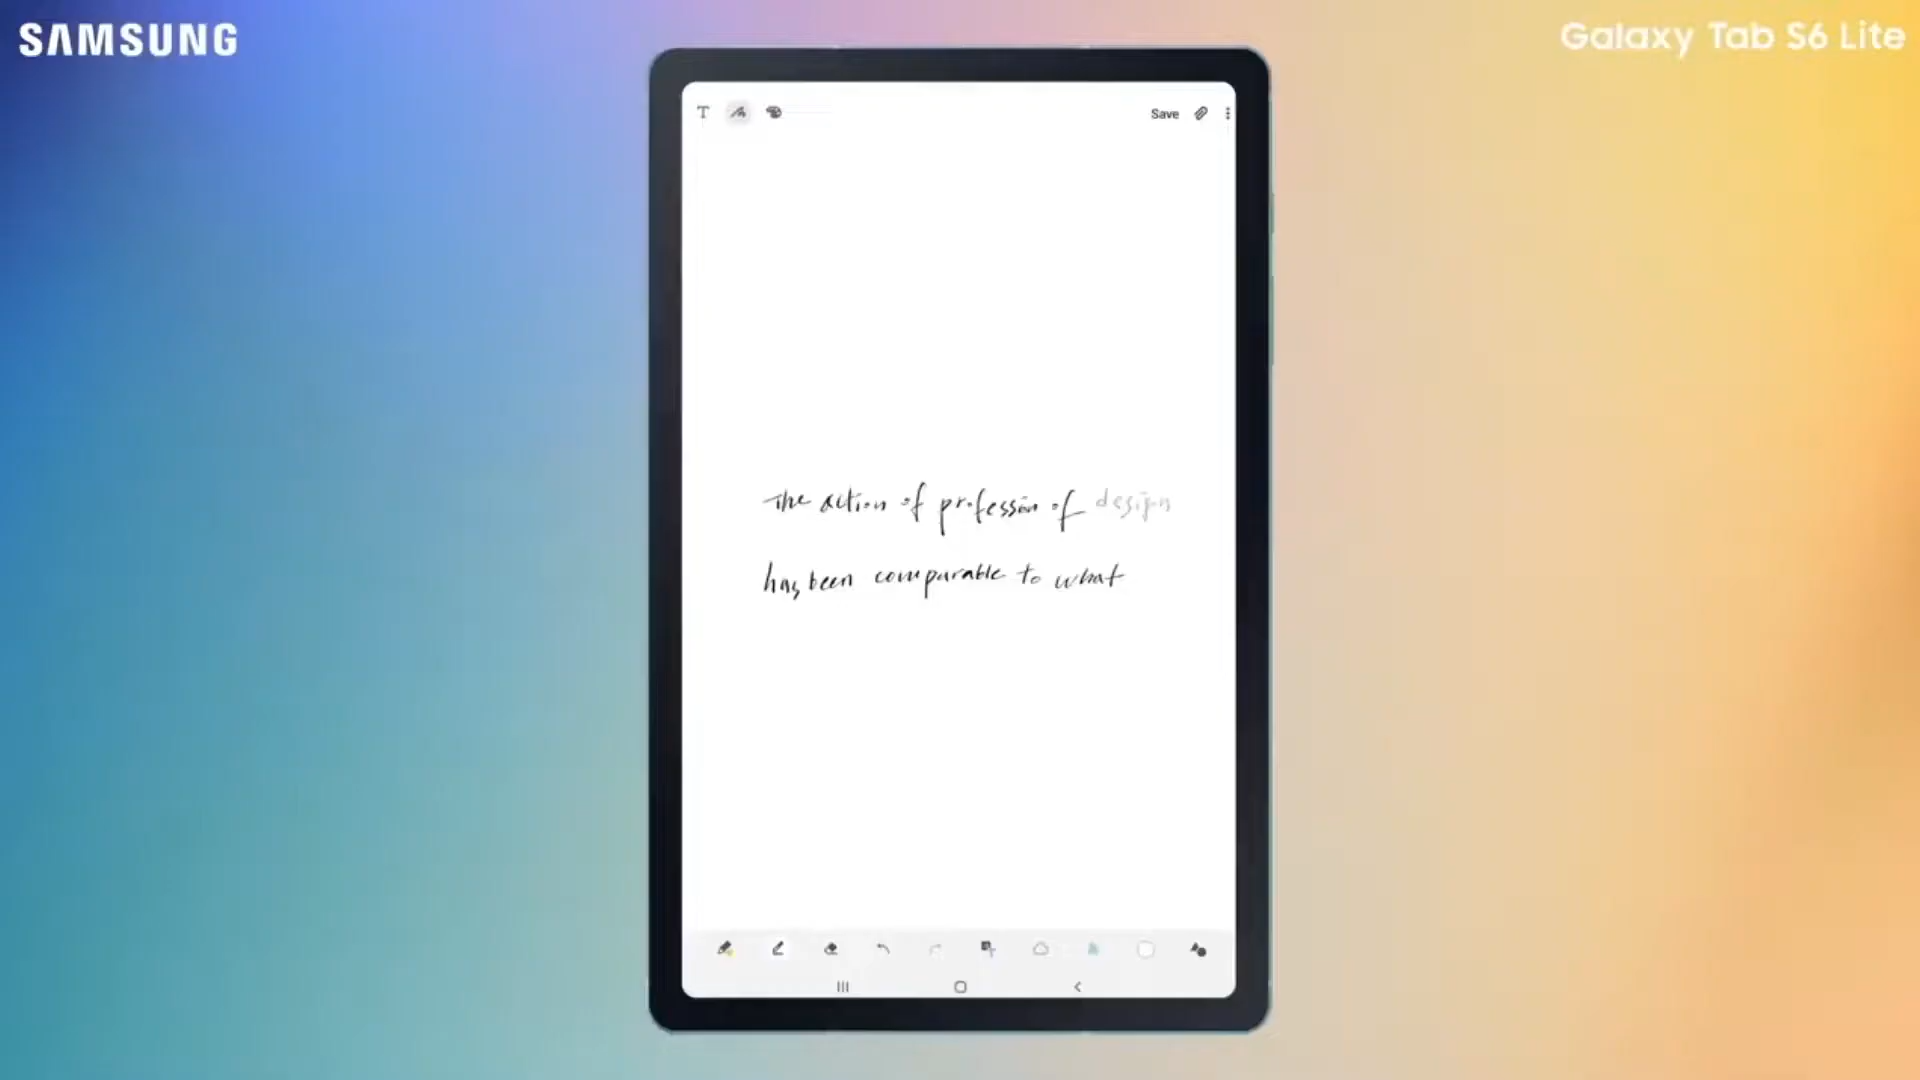 SAMSUNG
Galaxy Tab S6 Lite
T
Save
The action of profession of design
has been comparable to what